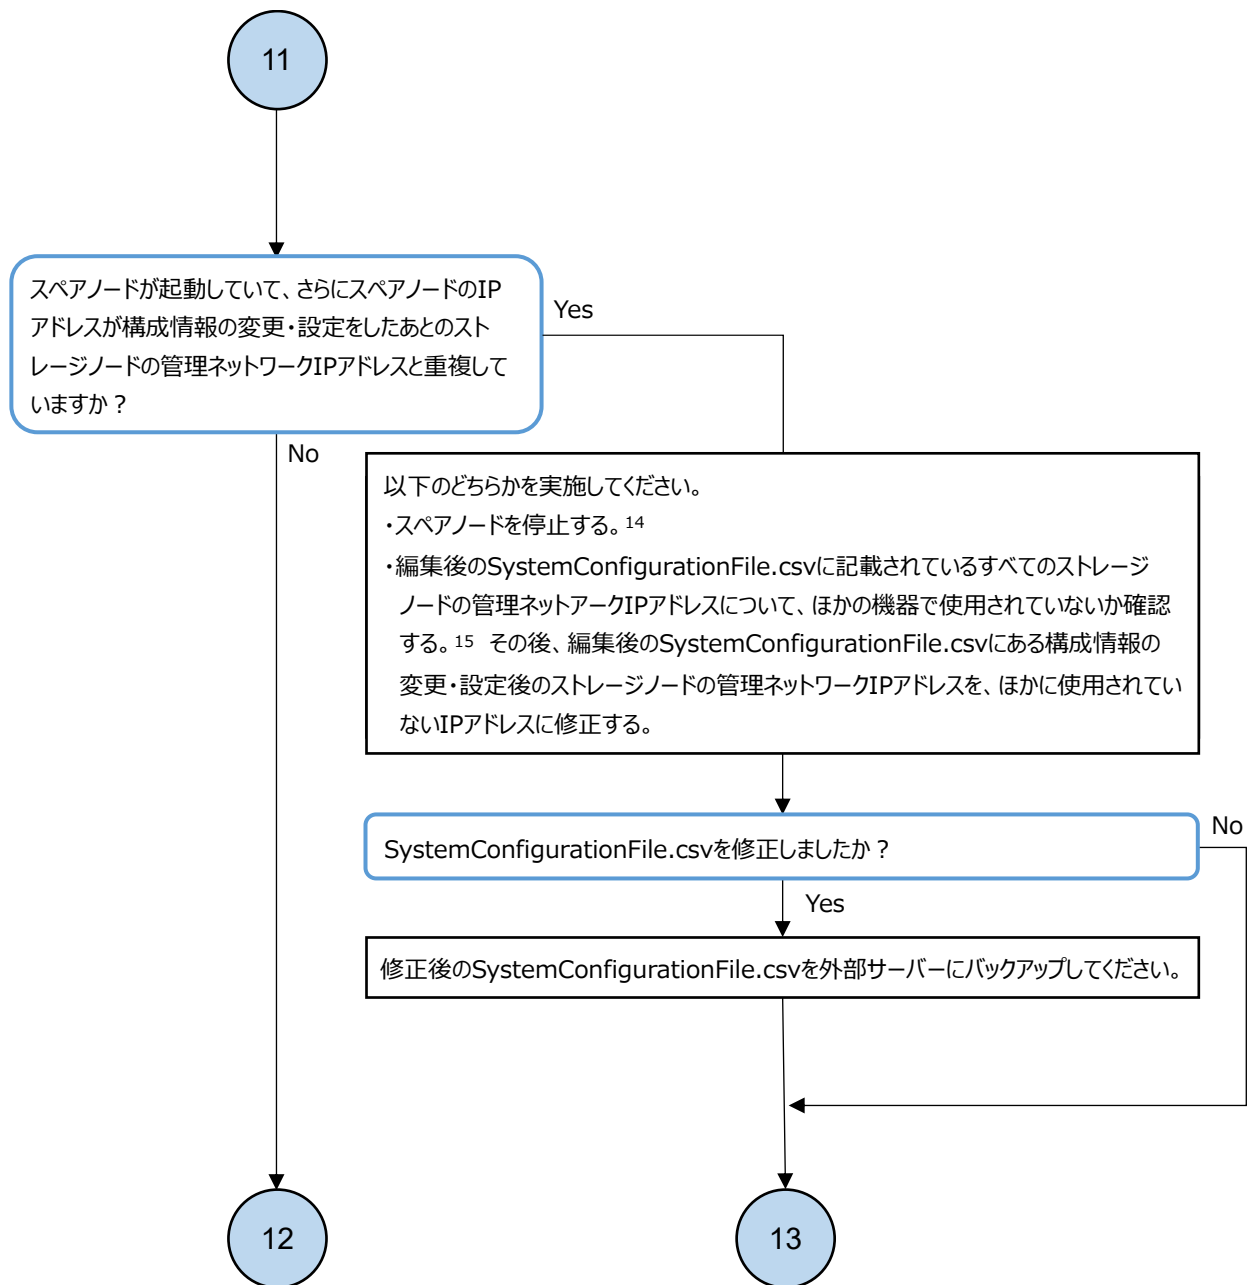 11
スペアノードが起動していて、さらにスペアノードのIP
アドレスが構成情報の変更・設定をしたあとのスト
レージノードの管理ネットワークIPアドレスと重複して
いますか？
Yes
No
以下のどちらかを実施してください。
・スペアノードを停止する。14
・編集後のSystemConfigurationFile.csvに記載されているすべてのストレージ
ノードの管理ネットアークIPアドレスについて、ほかの機器で使用されていないか確認
する。15 その後、編集後のSystemConfigurationFile.csvにある構成情報の
変更・設定後のストレージノードの管理ネットワークIPアドレスを、ほかに使用されてい
ないIPアドレスに修正する。
SystemConfigurationFile.csvを修正しましたか？
No
Yes
修正後のSystemConfigurationFile.csvを外部サーバーにバックアップしてください。
12
13